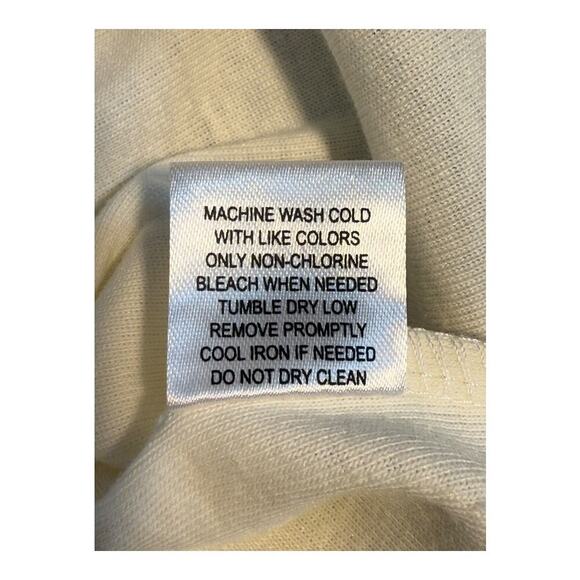 MACHINE WASH COLD
WITH LIKE COLORS
ONLY NON-CHLORINE
BLEACH WHEN NEEDED
TUMBLE DRY LOW
REMOVE PROMPTLY
COOL IRON IF NEEDED
DO NOT DRY CLEAN